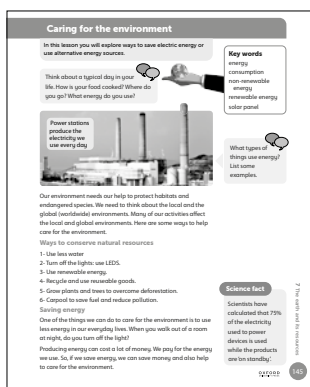 Caring for the environment
In this lesson you will explore ways to save electric energy or
use alternative energy sources.
Think about a typical day in your
life. How is your food cooked? Where do
you go? What energy do you use?
Key words
energy
consumption
non-renewable
energy
renewable energy
solar panel
Power stations
produce the
electricity we
use every day
What types of
things use energy?
List some
examples.
Our environment needs our help to protect habitats and
endangered species. We need to think about the local and the
global (worldwide) environments. Many of our activities affect
the local and global environments. Here are some ways to help
care for the environment.
Ways to conserve natural resources
1- Use less water
2- Turn off the lights: use LEDS.
3- Use renewable energy.
4- Recycle and use reuseable goods.
5- Grow plants and trees to overcome deforestation.
6- Carpool to save fuel and reduce pollution.
Saving energy
One of the things we can do to care for the environment is to use
less energy in our everyday lives. When you walk out of a room
at night, do you turn off the light?
Producing energy can cost a lot of money. We pay for the energy
we use. So, if we save energy, we can save money and also help
to care for the environment.
Science fact
Scientists have
calculated that 75%
of the electricity
used to power
devices is used
while the products
are 'on standby'.
7 The earth and its resources
OXFORD
145